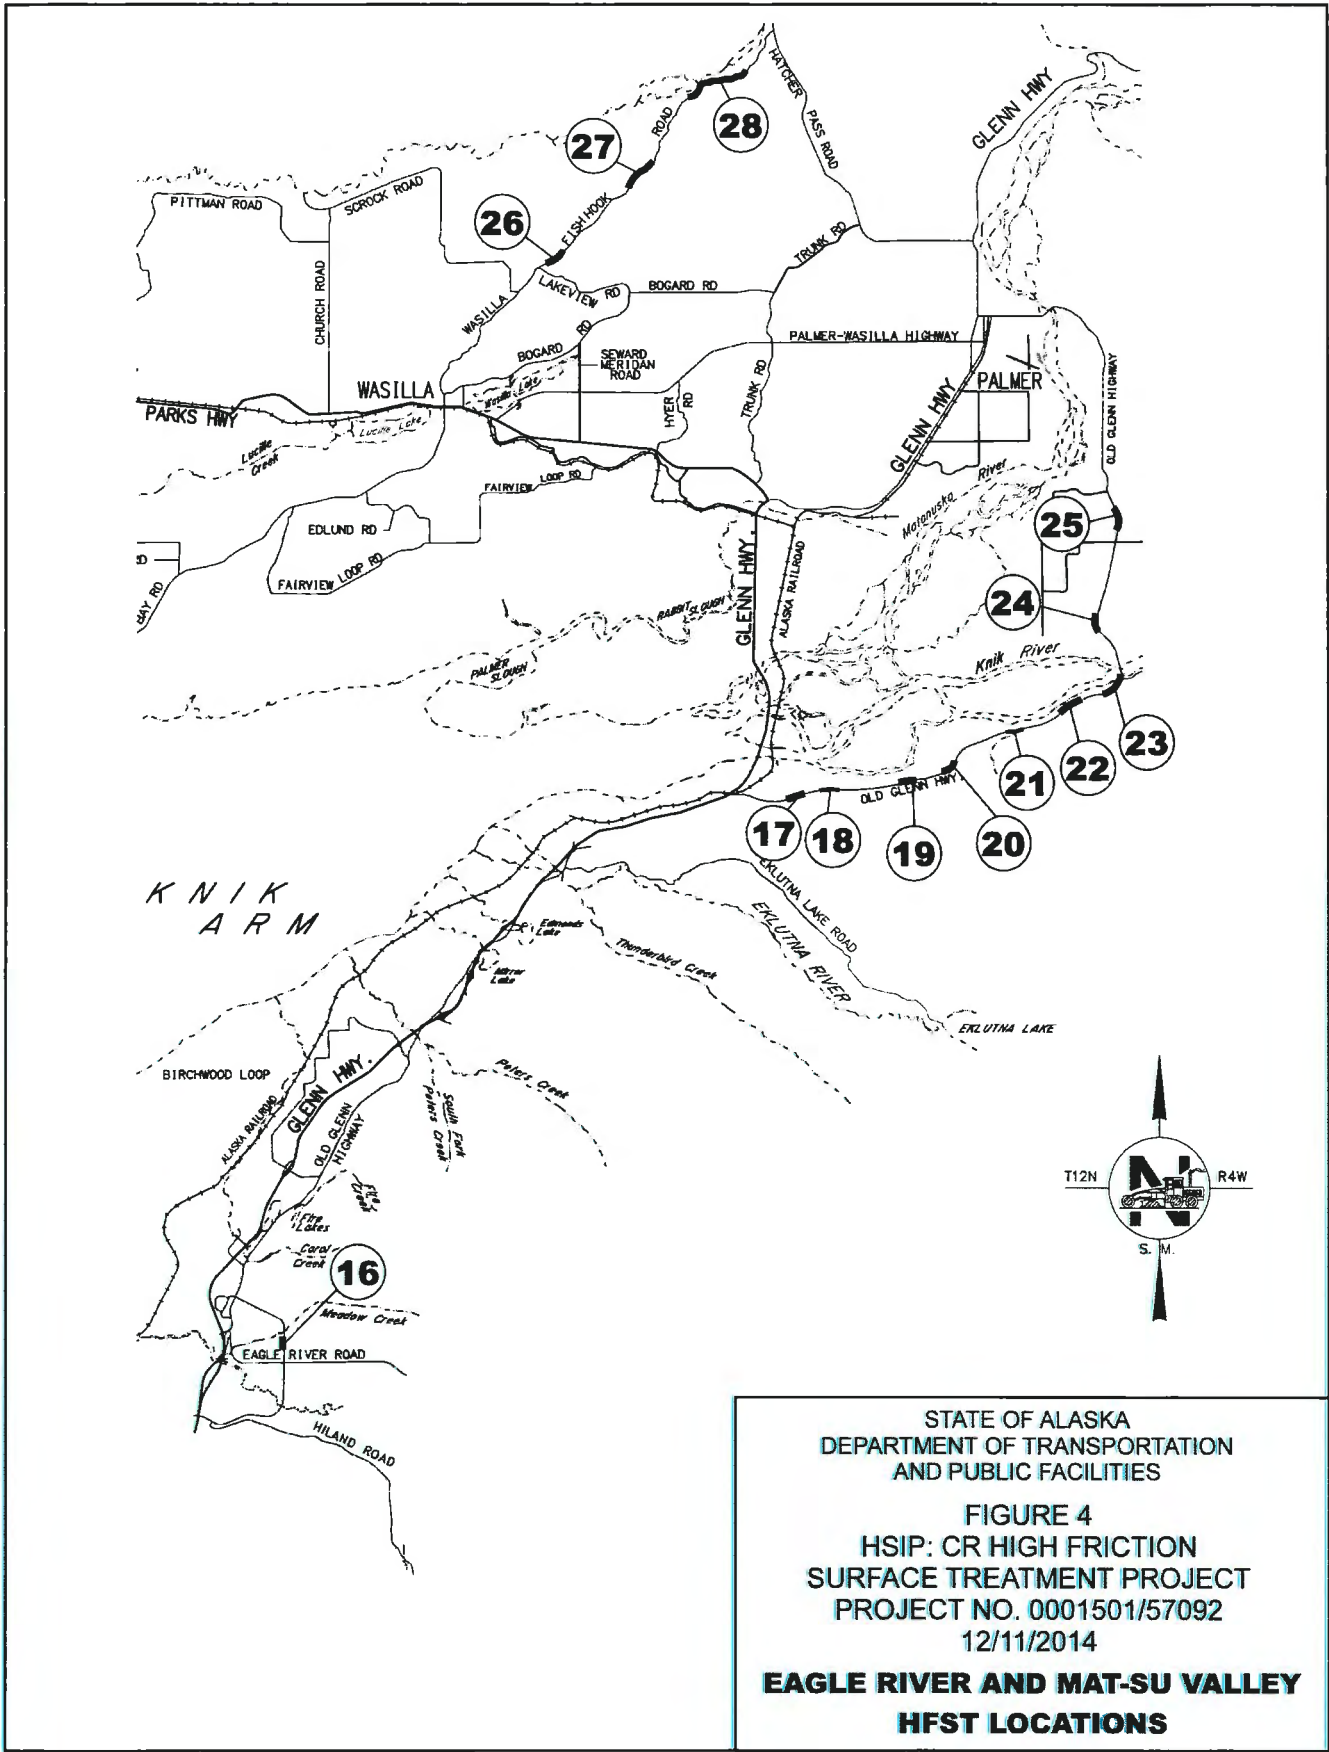 HATCHER
PASS ROAD
GLENN HWY
28
ROAD
27
FISHHOOK
26
PITTMAN ROAD
SCROCK ROAD
CHURCH ROAD
TRUNK RD
LAKEVIEW RD
BOGARD RD
WASILLA
BOGARD
RD
SEWARD
MERIDIAN
ROAD
PALMER-WASILLA HIGHWAY
WASILLA
Wasilla Lake
HYER
RD
TRUNK RD
GLENN HWY
PALMER
OLD GLENN HIGHWAY
PARKS HWY
Lucille Lake
Lucille
Creek
FAIRVIEW LOOP RD
Matanuska River
25
EDLUND RD
FAIRVIEW LOOP RD
D
BAY RD
GLENN HWY.
ALASKA RAILROAD
RABBIT SLOUGH
24
PALMER
SLOUGH
Knik River
23
22
21
OLD GLENN HWY.
17
18
19
20
KNIK
ARM
EKLUTNA LAKE ROAD
EKLUTNA RIVER
Edmonds
Lake
Thunderbird Creek
Mirror
Lake
EKLUTNA LAKE
BIRCHWOOD LOOP
GLENN HWY.
Peters Creek
South Fork
Peters Creek
ALASKA RAILROAD
OLD GLENN
HIGHWAY
Fire
Creek
Fire
Lakes
Carol
Creek
16
Meadow Creek
EAGLE RIVER ROAD
HILAND ROAD
T12N
N
R4W
S. M.
STATE OF ALASKA
DEPARTMENT OF TRANSPORTATION
AND PUBLIC FACILITIES
FIGURE 4
HSIP: CR HIGH FRICTION
SURFACE TREATMENT PROJECT
PROJECT NO. 0001501/57092
12/11/2014
EAGLE RIVER AND MAT-SU VALLEY
HFST LOCATIONS